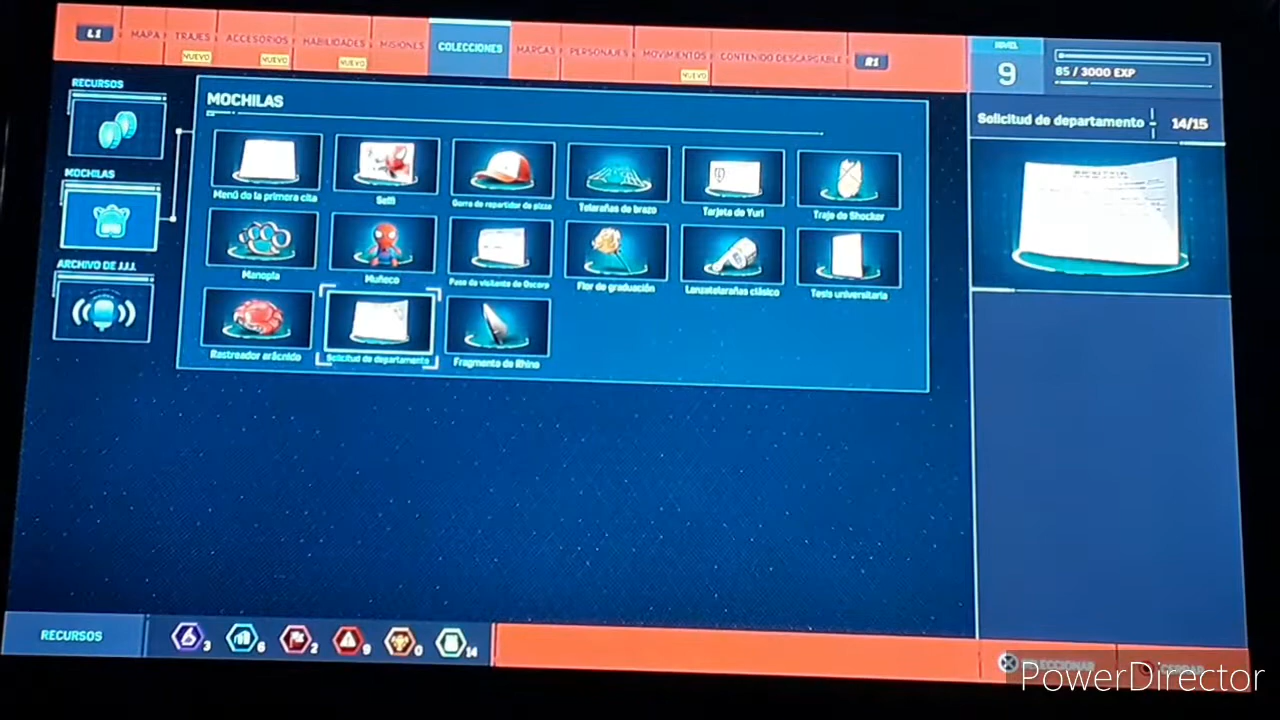 L1 MAPA TRAJES ACCESORIOS HABILIDADES MISIONES COLECCIONES MARCAS PERSONAJES MOVIMIENTOS CONTENIDO DESCARGABLE R1
NUEVO NUEVO NUEVO NUEVO
NIVEL
9
85 / 3000 EXP
RECURSOS
MOCHILAS
ARCHIVO DE J.J.J.
MOCHILAS
Menú de la primera cita Selfi Gorra de repartidor de pizza Telarañas de brazo Tarjeta de Yuri Traje de Shocker
Manopla Muñeco Pase de visitante de Oscorp Flor de graduación Lanzatelarañas clásico Tesis universitaria
Rastreador arácnido Solicitud de departamento Fragmento de Rhino
Solicitud de departamento 14/15
RECURSOS 3 6 2 9 0 14
SELECCIONAR CERRAR
PowerDirector